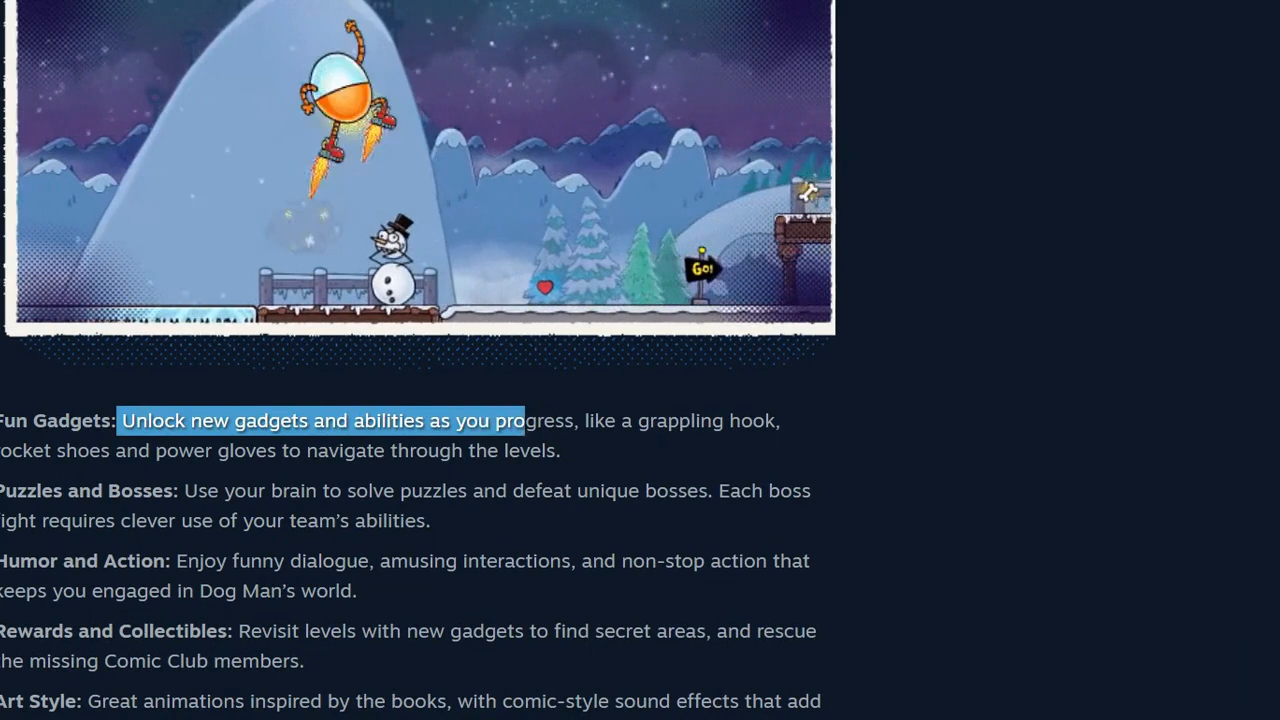 Go!
Fun Gadgets: Unlock new gadgets and abilities as you progress, like a grappling hook,
rocket shoes and power gloves to navigate through the levels.
Puzzles and Bosses: Use your brain to solve puzzles and defeat unique bosses. Each boss
fight requires clever use of your team’s abilities.
Humor and Action: Enjoy funny dialogue, amusing interactions, and non-stop action that
keeps you engaged in Dog Man’s world.
Rewards and Collectibles: Revisit levels with new gadgets to find secret areas, and rescue
the missing Comic Club members.
Art Style: Great animations inspired by the books, with comic-style sound effects that add